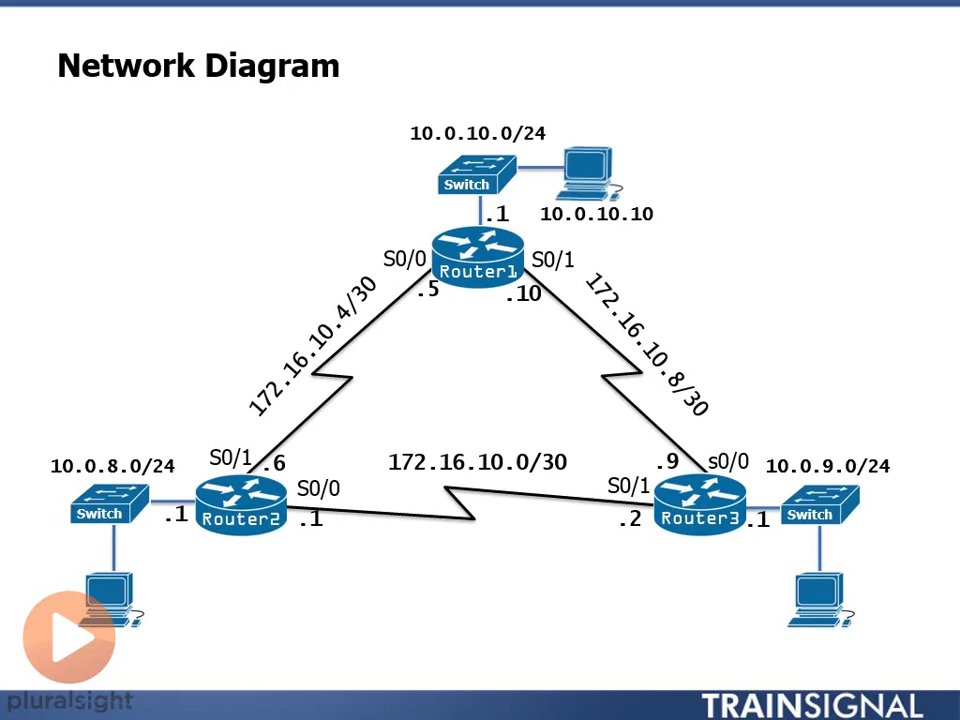 Network Diagram
10.0.10.0/24
Switch
.1
10.0.10.10
S0/0
Router1
S0/1
.5
.10
172.16.10.4/30
172.16.10.8/30
10.0.8.0/24
S0/1
.6
172.16.10.0/30
.9
s0/0
10.0.9.0/24
Switch
.1
Router2
S0/0
.1
S0/1
.2
Router3
.1
Switch
pluralsight
TRAINSIGNAL